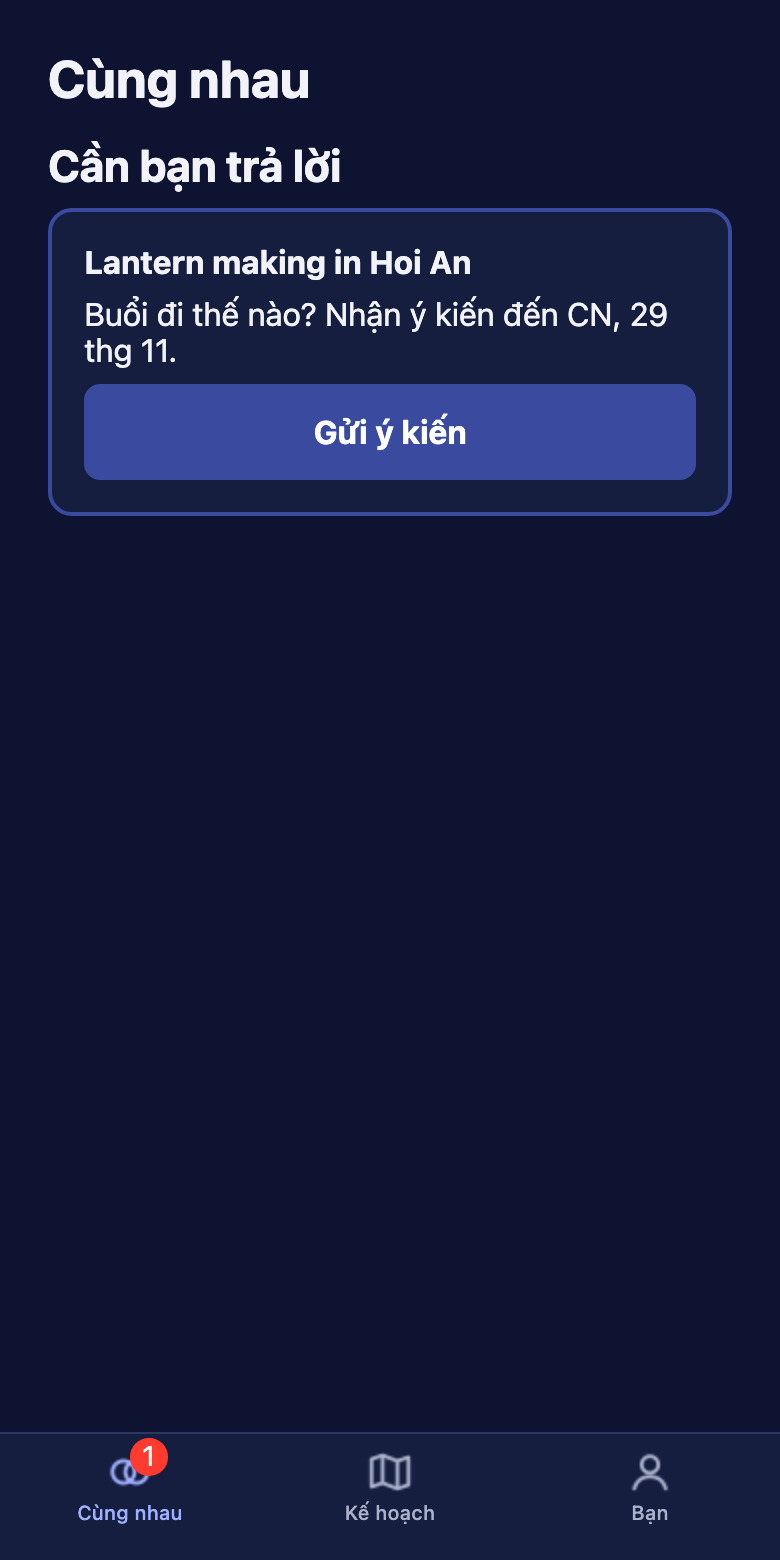 Cùng nhau
Cần bạn trả lời
Lantern making in Hoi An
Buổi đi thế nào? Nhận ý kiến đến CN, 29
thg 11.
Gửi ý kiến
1
Cùng nhau
Kế hoạch
Bạn